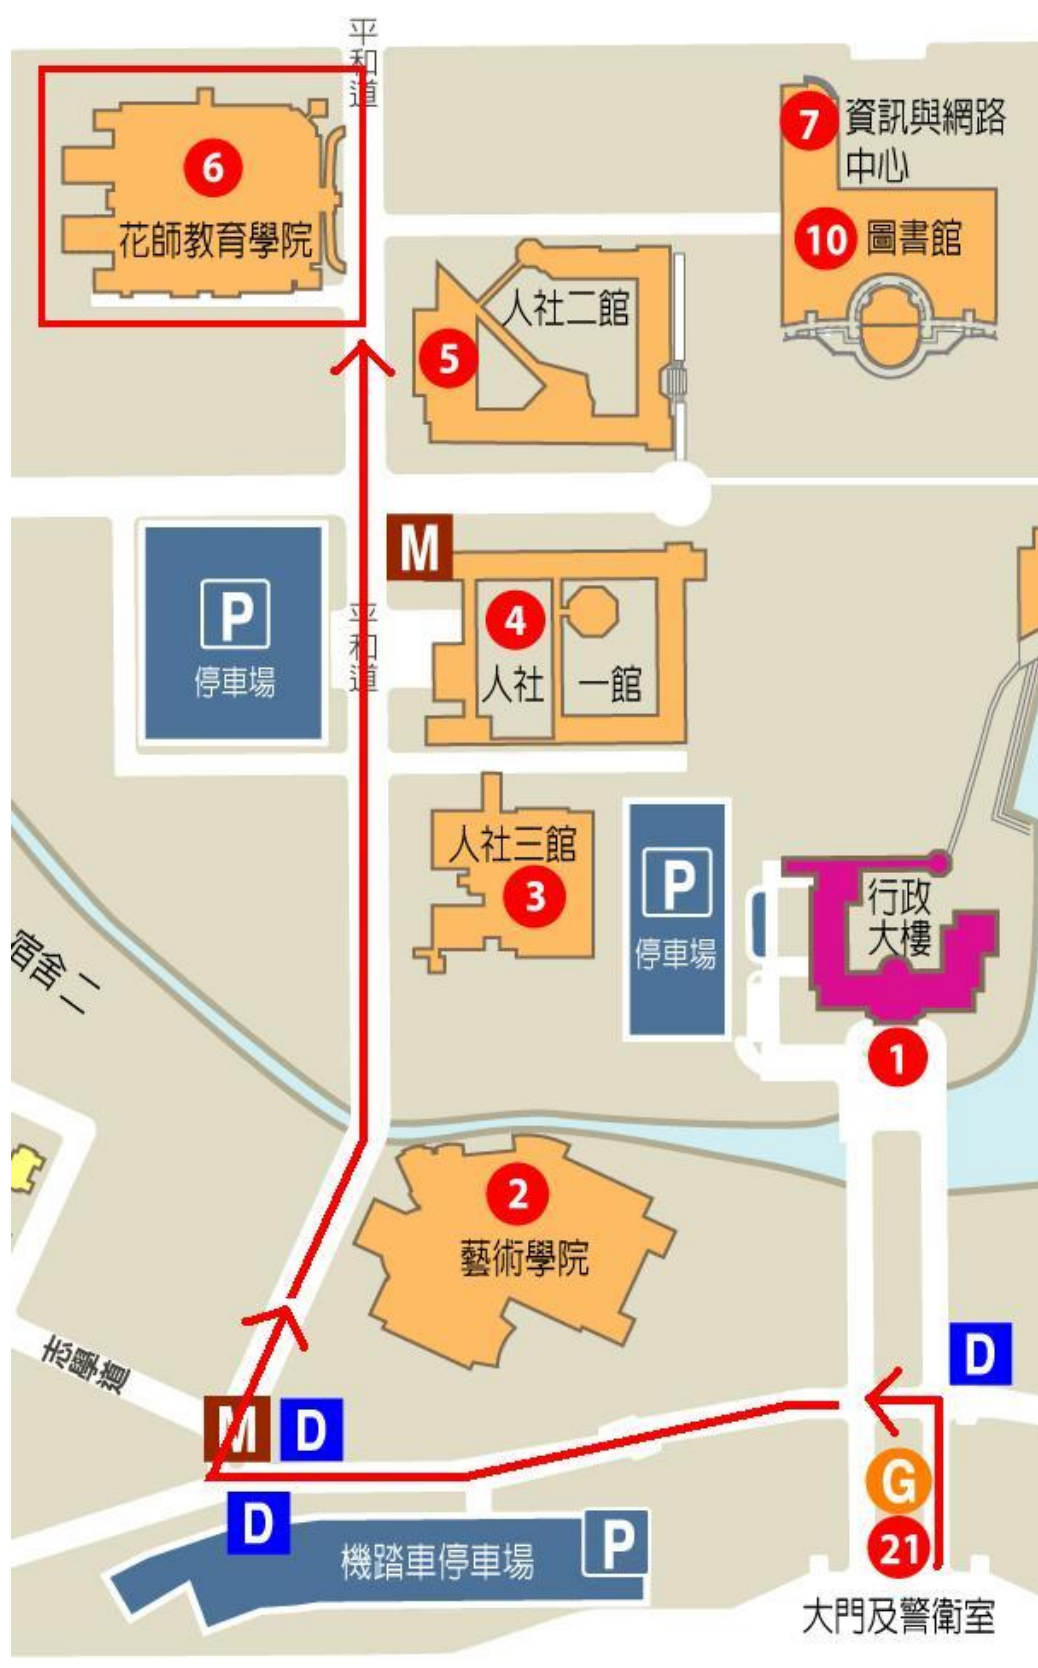 平和道
6
花師教育學院
7
資訊與網路
中心
10
圖書館
人社二館
5
M
P
停車場
平和道
4
人社 一館
人社三館
3
P
停車場
行政
大樓
1
宿舍二
2
藝術學院
志學道
M
D
D
D
G
21
機踏車停車場
P
大門及警衛室